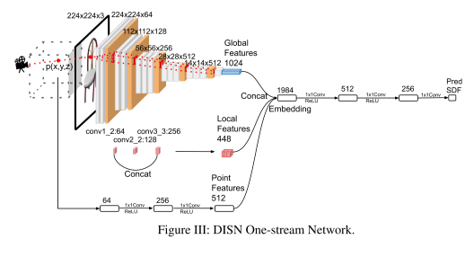 224x224x3
224x224x64
112x112x128
56x56x256
28x28x512
14x14x512
p(x,y,z)
Global
Features
1024
conv1_2:64
conv2_2:128
conv3_3:256
Concat
Local
Features
448
Concat
1984
Embedding
1x1Conv
ReLU
512
1x1Conv
ReLU
256
1x1Conv
Pred
SDF
Point
Features
512
64
1x1Conv
ReLU
256
1x1Conv
ReLU
Figure III: DISN One-stream Network.